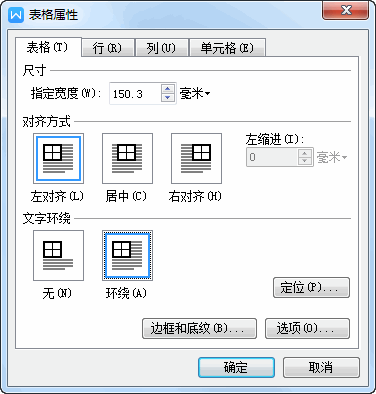 表格属性
表格(T) 行(R) 列(U) 单元格(E)
尺寸
指定宽度(W): 150.3 毫米
对齐方式
左缩进(I):
0 毫米
左对齐(L) 居中(C) 右对齐(H)
文字环绕
无(N) 环绕(A)
定位(P)...
边框和底纹(B)... 选项(O)...
确定 取消